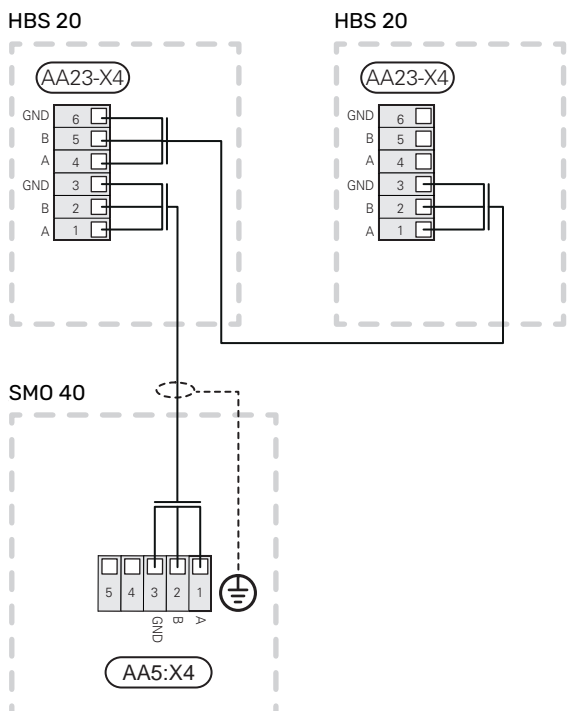 HBS 20
HBS 20
AA23-X4
AA23-X4
GND 6
B 5
A 4
GND 3
B 2
A 1
GND 6
B 5
A 4
GND 3
B 2
A 1
SMO 40
5 4 3 2 1
GND B A
AA5:X4